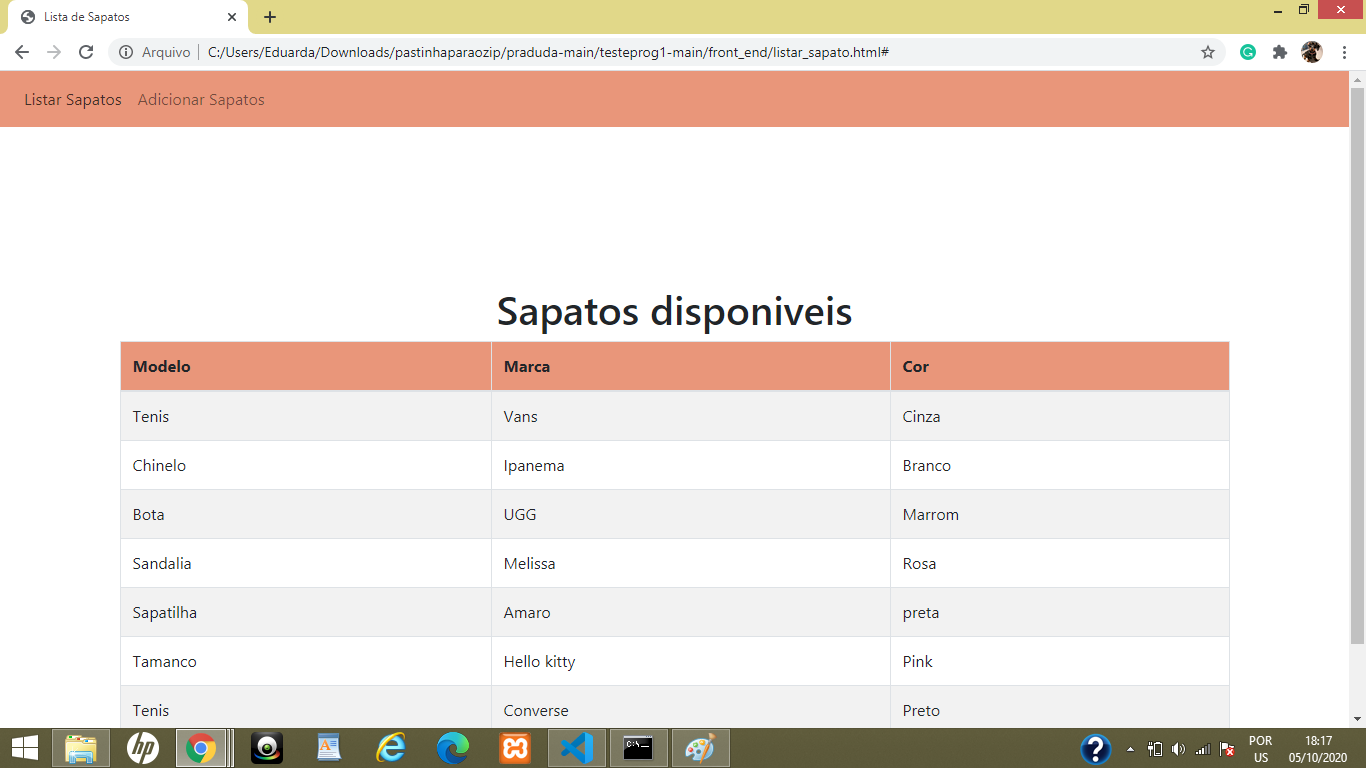 Lista de Sapatos
Arquivo C:/Users/Eduarda/Downloads/pastinhaparaozip/praduda-main/testeprog1-main/front_end/listar_sapato.html#
Listar Sapatos Adicionar Sapatos
Sapatos disponiveis
Modelo Marca Cor
Tenis Vans Cinza
Chinelo Ipanema Branco
Bota UGG Marrom
Sandalia Melissa Rosa
Sapatilha Amaro preta
Tamanco Hello kitty Pink
Tenis Converse Preto
hp
C:\_
?
POR 18:17
US 05/10/2020